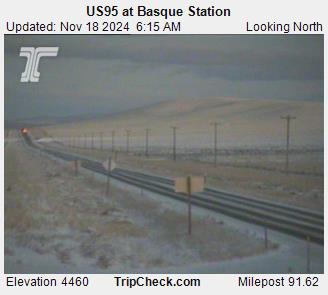 US95 at Basque Station
Updated: Nov 18 2024 6:15 AM Looking North
Elevation 4460 TripCheck.com Milepost 91.62